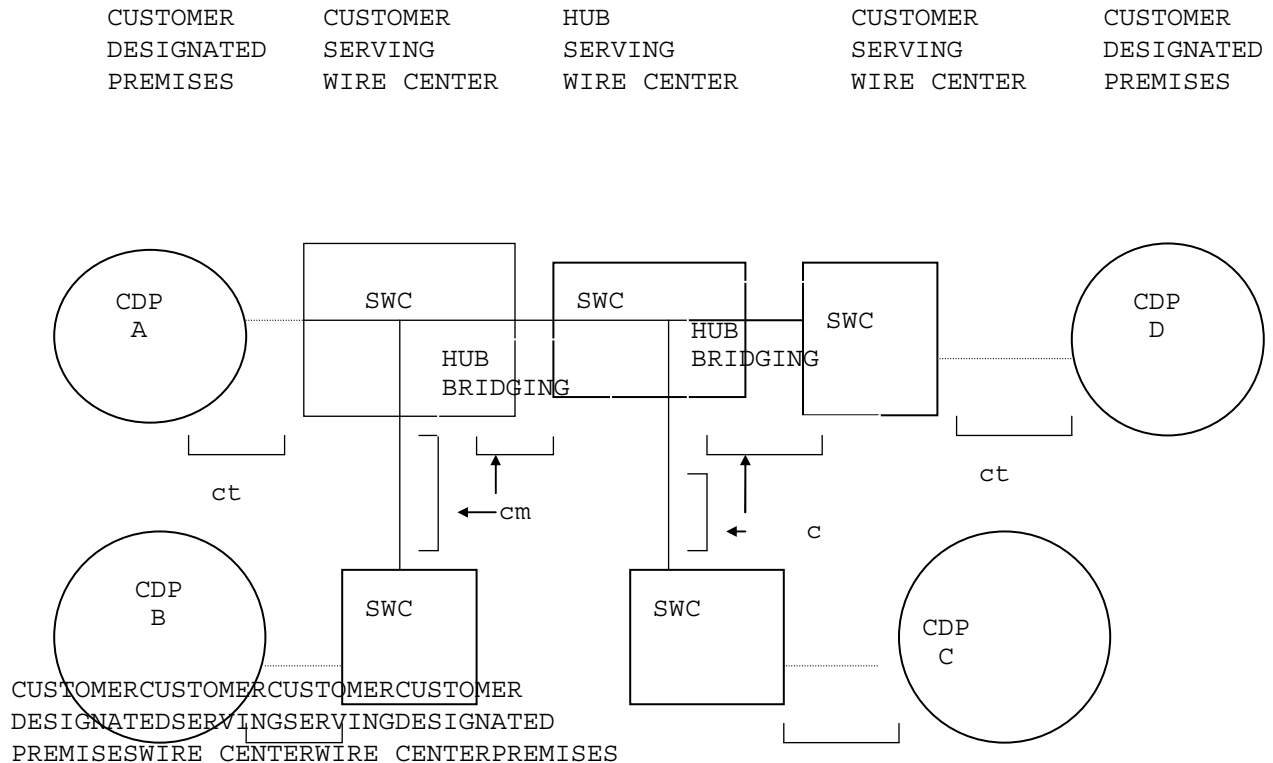 CUSTOMER CUSTOMER HUB CUSTOMER CUSTOMER
DESIGNATED SERVING SERVING SERVING DESIGNATED
PREMISES WIRE CENTER WIRE CENTER WIRE CENTER PREMISES
CDP
A
SWC
HUB
BRIDGING
SWC
HUB
BRIDGING
SWC
CDP
D
ct
cm
c
ct
CDP
B
SWC
SWC
CDP
C
CUSTOMERCUSTOMERCUSTOMERCUSTOMER
DESIGNATEDSERVINGSERVINGDESIGNATED
PREMISESWIRE CENTERWIRE CENTERPREMISES